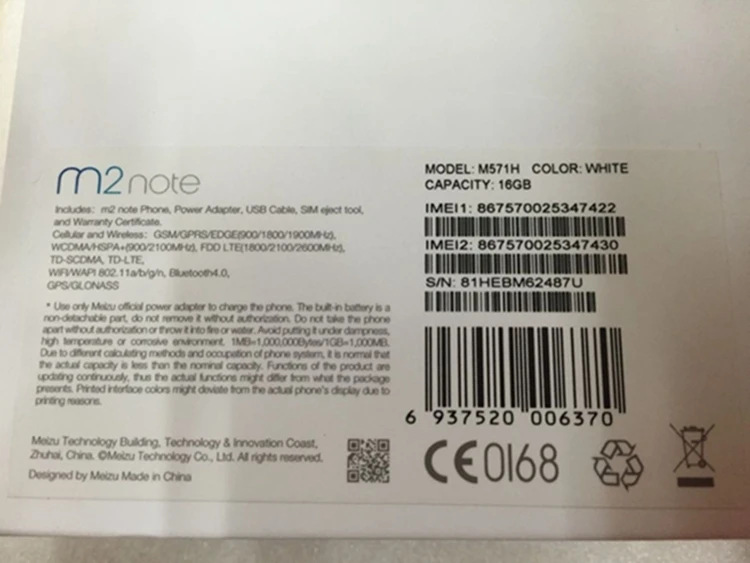 m2 note
Includes: m2 note Phone, Power Adapter, USB Cable, SIM eject tool,
and Warranty Certificate.
Cellular and Wireless: GSM/GPRS/EDGE(900/1800/1900MHz),
WCDMA/HSPA+(900/2100MHz), FDD LTE(1800/2100/2600MHz),
TD-SCDMA, TD-LTE,
WIFI/WAPI 802.11a/b/g/n, Bluetooth4.0,
GPS/GLONASS
* Use only Meizu official power adapter to charge the phone. The built-in battery is a
non-detachable part, do not remove it without authorization. Do not take the phone
apart without authorization or throw it into fire or water. Avoid putting it under dampness,
high temperature or corrosive environment. 1MB=1,000,000Bytes/1GB=1,000MB.
Due to different calculating methods and occupation of phone system, it is normal that
the actual capacity is less than the nominal capacity. Functions of the product are
updating continuously, thus the actual functions might differ from what the package
presents. Printed interface colors might deviate from the actual phone's display due to
printing reasons.
Meizu Technology Building, Technology & Innovation Coast,
Zhuhai, China. ©Meizu Technology Co., Ltd. All rights reserved.
Designed by Meizu Made in China
MODEL: M571H COLOR: WHITE
CAPACITY: 16GB
IMEI1: 867570025347422
IMEI2: 867570025347430
S/N: 81HEBM62487U
6 937520 006370
CE0168